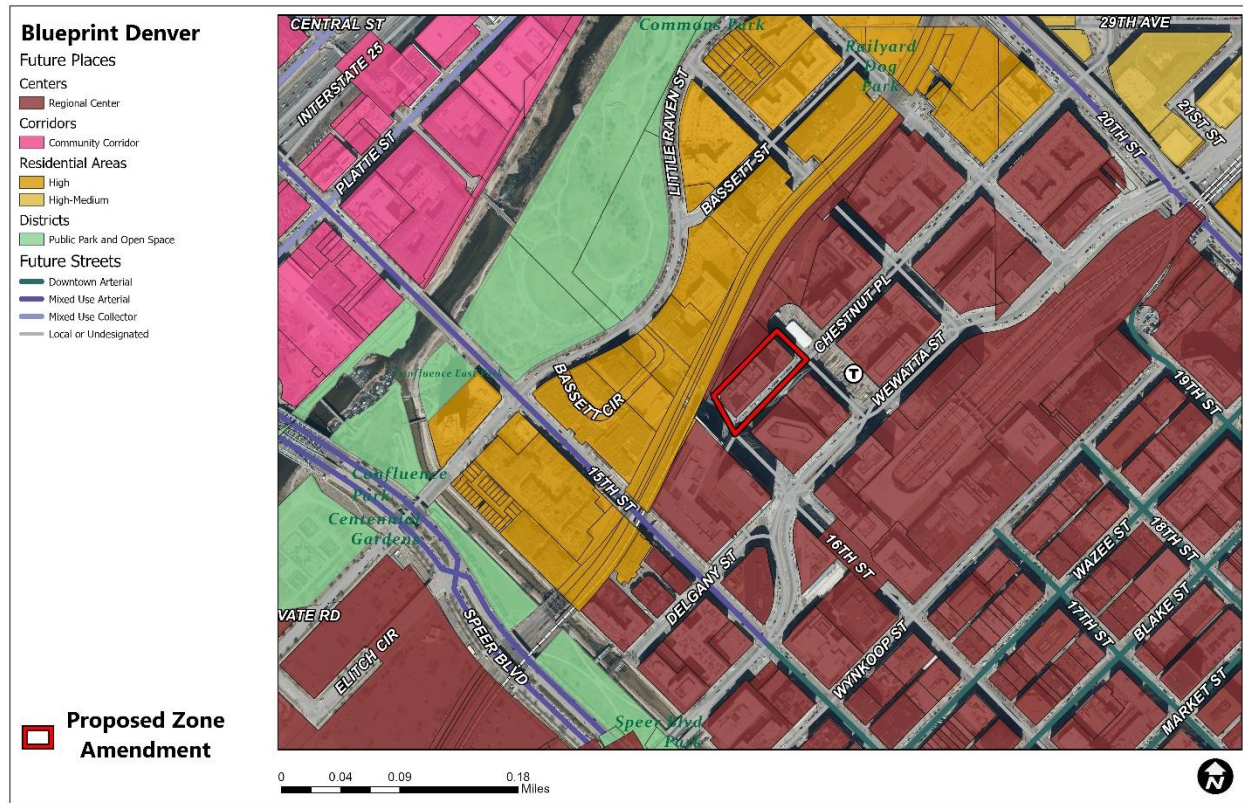 Blueprint Denver
Future Places
Centers
Regional Center
Corridors
Community Corridor
Residential Areas
High
High-Medium
Districts
Public Park and Open Space
Future Streets
Downtown Arterial
Mixed Use Arterial
Mixed Use Collector
Local or Undesignated
Proposed Zone
Amendment
CENTRAL ST
Commons Park
29TH AVE
INTERSTATE 25
Railyard
Dog
Park
PLATTE ST
LITTLE RAVEN ST
20TH ST
21ST ST
BASSETT ST
CHESTNUT PL
WEWATTA ST
T
BASSETT CIR
19TH ST
Confluence
Park
Centennial
Gardens
15TH ST
16TH ST
WAZEE ST
18TH ST
DELGANY ST
17TH ST
BLAKE ST
VATE RD
ELITCH CIR
SPEER BLVD
WYNKOOP ST
MARKET ST
Speer Blvd
Park
0 0.04 0.09 0.18
Miles
N